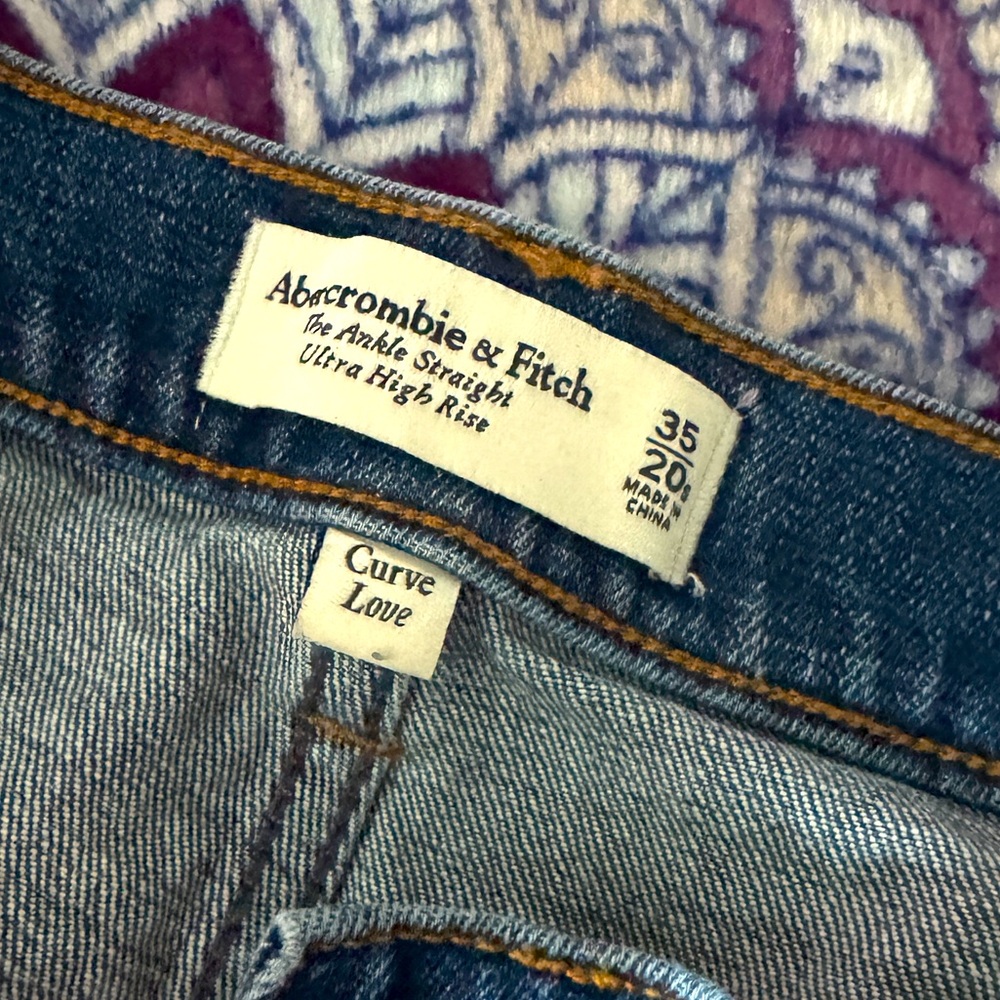 Abercrombie & Fitch
The Ankle Straight
Ultra High Rise
35
20s
MADE IN
CHINA
Curve
Love